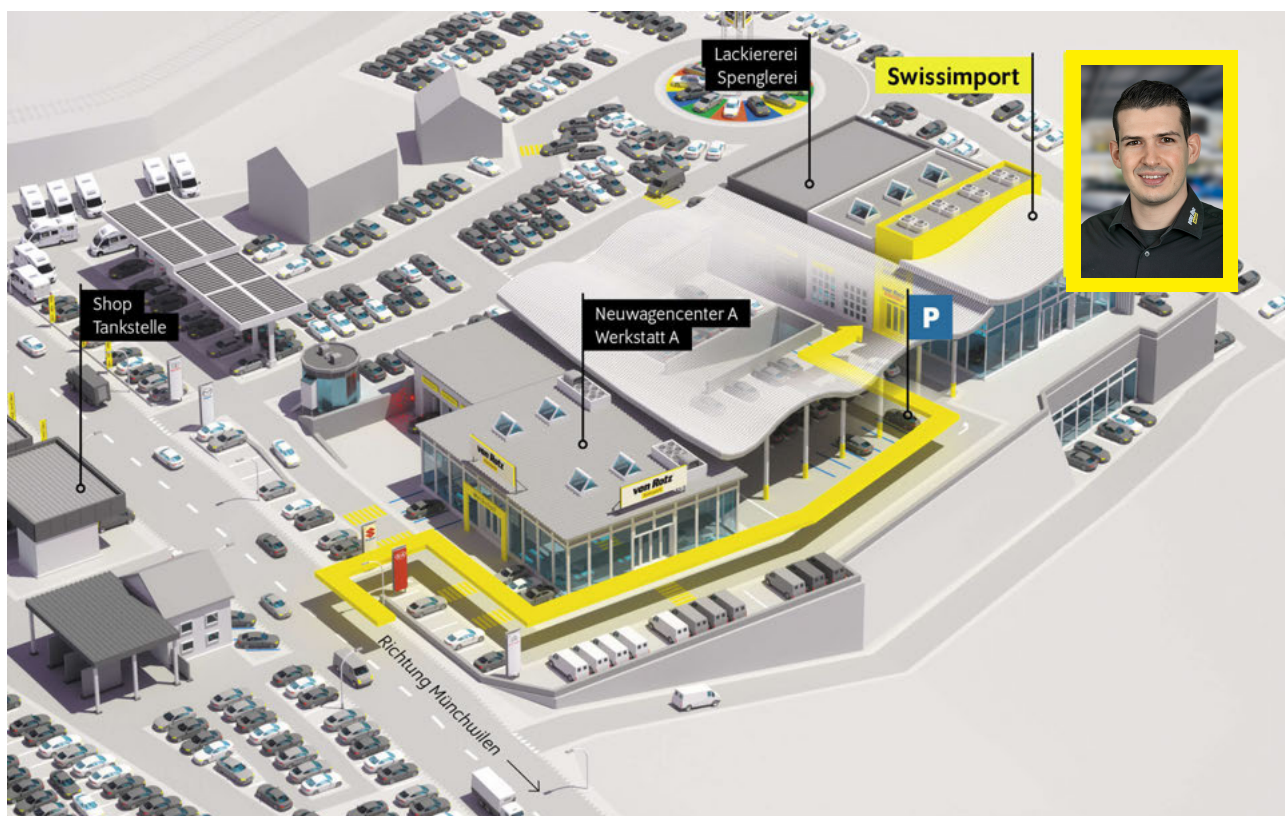 Lackiererei
Spenglerei
Swissimport
Shop
Tankstelle
Neuwagencenter A
Werkstatt A
P
von Rotz
von Rotz
Richtung Münchwilen